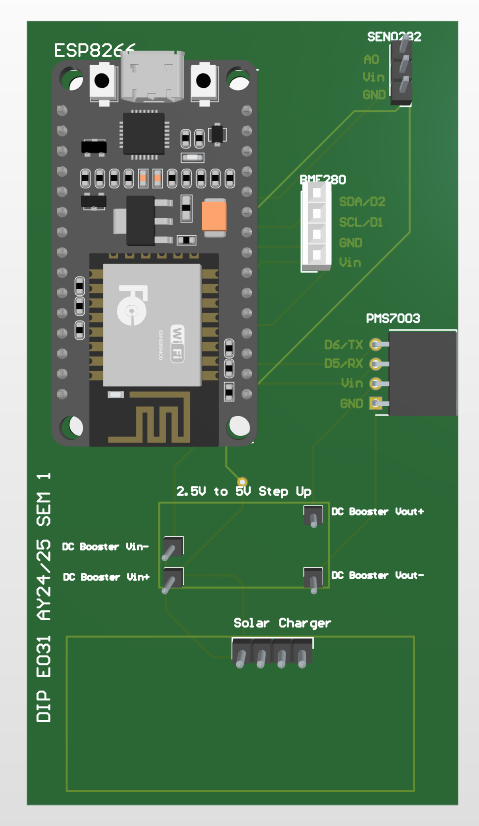 ESP8266
SEN0232
A0
Vin
GND
BME280
SDA/D2
SCL/D1
GND
Vin
WiFi
PMS7003
D6/TX
D5/RX
Vin
GND
2.5V to 5V Step Up
DC Booster Vout+
DC Booster Vin-
DC Booster Vin+
DC Booster Vout-
Solar Charger
DIP E031 AY24/25 SEM 1